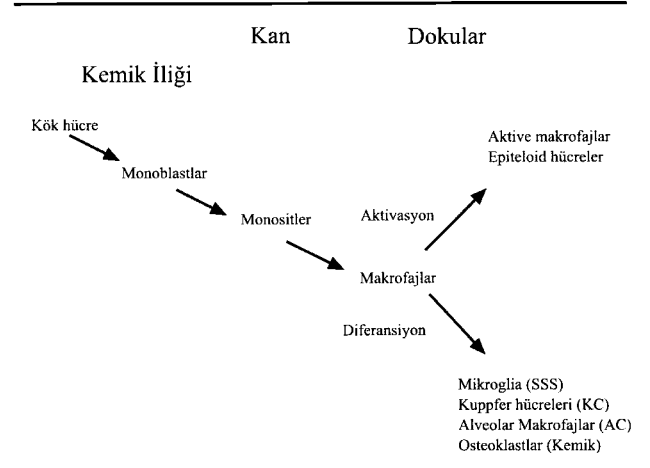 Kan
Dokular
Kemik İliği
Kök hücre
Monoblastlar
Monositler
Makrofajlar
Aktivasyon
Aktive makrofajlar
Epiteloid hücreler
Diferansiyon
Mikroglia (SSS)
Kuppfer hücreleri (KC)
Alveolar Makrofajlar (AC)
Osteoklastlar (Kemik)